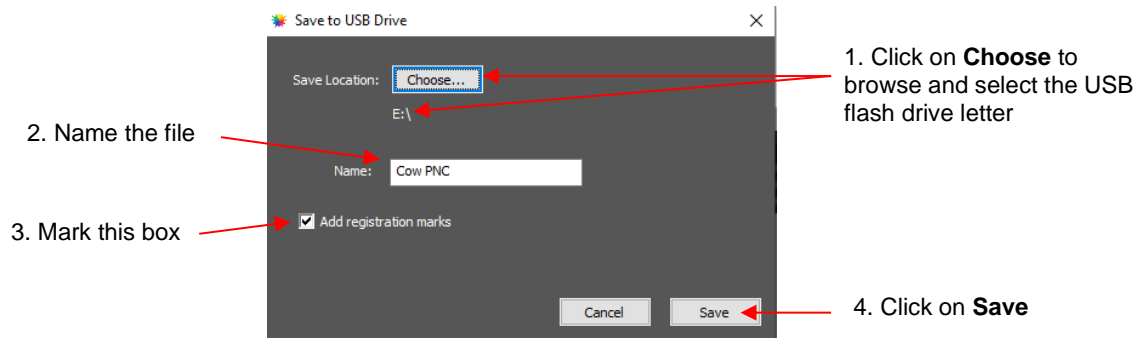 Save to USB Drive
1. Click on Choose to
browse and select the USB
flash drive letter
Save Location:
Choose...
E:\
2. Name the file
Name:
Cow PNC
3. Mark this box
Add registration marks
Cancel
Save
4. Click on Save